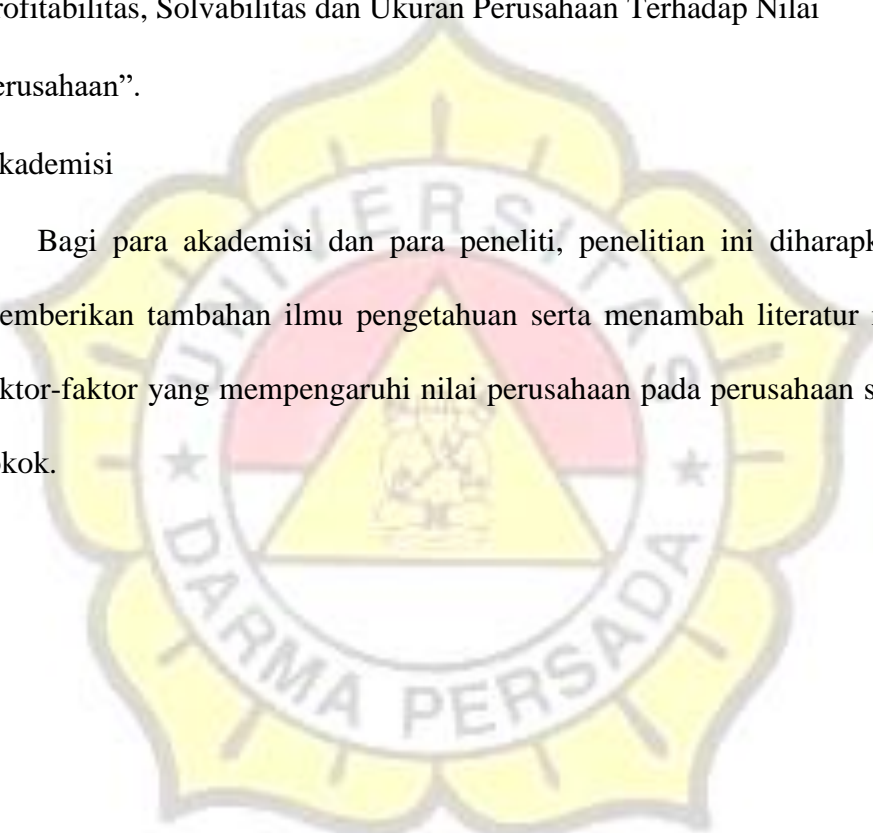 rofitabilitas, Solvabilitas dan Ukuran Perusahaan Terhadap Nilai
erusahaan”.
kademisi
Bagi para akademisi dan para peneliti, penelitian ini diharapk
emberikan tambahan ilmu pengetahuan serta menambah literatur
ktor-faktor yang mempengaruhi nilai perusahaan pada perusahaan s
okok.
UNIVERSITAS
DARMA PERSADA